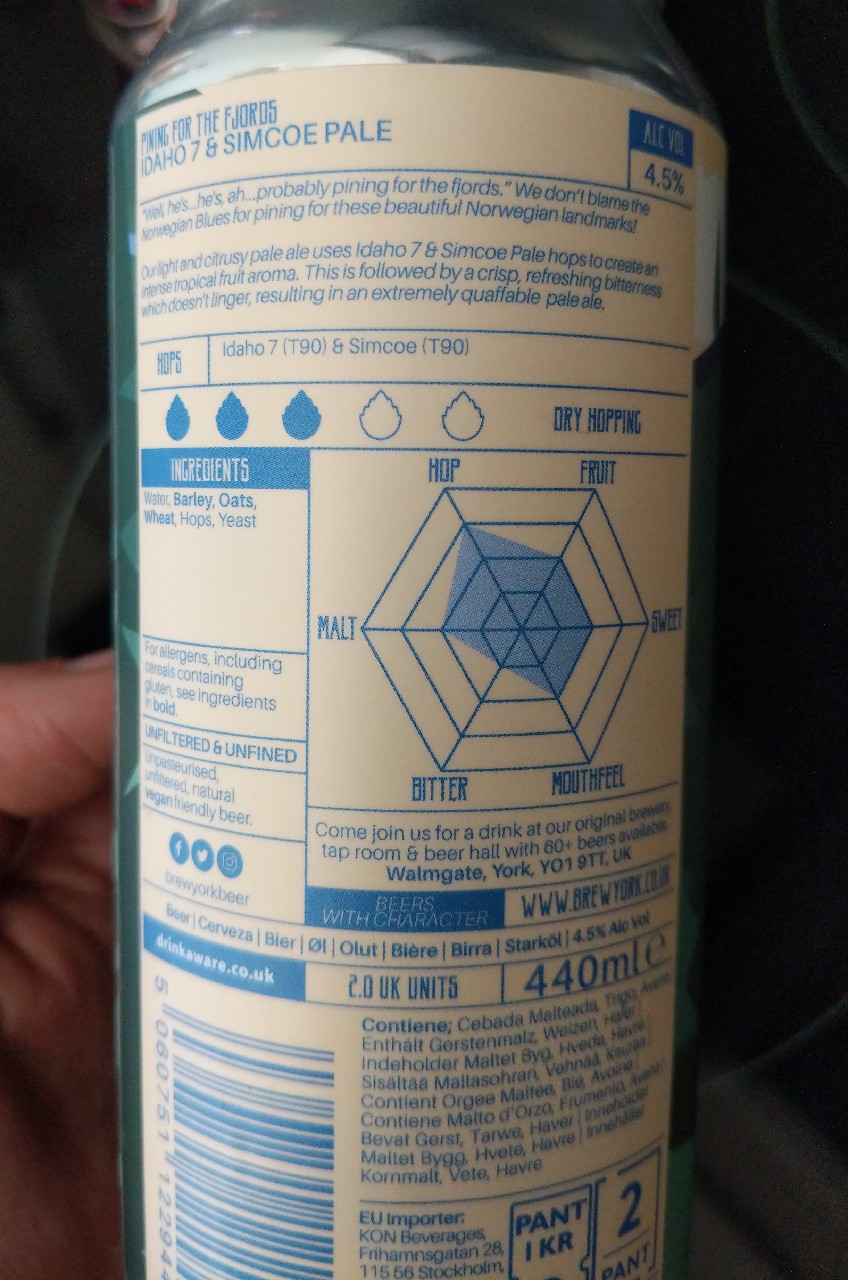 PINING FOR THE FJORDS
IDAHO 7 & SIMCOE PALE
ALC VOL
4.5%
"Well, he's...he's, ah...probably pining for the fjords." We don't blame the
Norwegian Blues for pining for these beautiful Norwegian landmarks!
Our light and citrusy pale ale uses Idaho 7 & Simcoe Pale hops to create an
intense tropical fruit aroma. This is followed by a crisp, refreshing bitterness
which doesn't linger, resulting in an extremely quaffable pale ale.
HOPS
Idaho 7 (T90) & Simcoe (T90)
DRY HOPPING
INGREDIENTS
Water, Barley, Oats,
Wheat, Hops, Yeast
For allergens, including
cereals containing
gluten, see ingredients
in bold.
UNFILTERED & UNFINED
Unpasteurised,
unfiltered, natural
vegan friendly beer.
brewyorkbeer
HOP
FRUIT
MALT
SWEET
BITTER
MOUTHFEEL
Come join us for a drink at our original brewery,
tap room & beer hall with 60+ beers available.
Walmgate, York, YO1 9TT, UK
BEERS
WITH CHARACTER
WWW.BREWYORK.CO.UK
Beer | Cerveza | Bier | Øl | Olut | Bière | Birra | Starköl | 4.5% Alc Vol
drinkaware.co.uk
2.0 UK UNITS
440ml e
Contiene; Cebada Malteada, Trigo, Avena
Enthält Gerstenmalz, Weizen, Hafer |
Indeholder Maltet Byg, Hvede, Havre |
Sisältää Mallasohran, Vehnää, Kauraa |
Contient Orgee Maltée, Blé, Avoine |
Contiene Malto d'Orzo, Frumento, Avena |
Bevat Gerst, Tarwe, Haver | Inneholder
Maltet Bygg, Hvete, Havre | Innehåller
Kornmalt, Vete, Havre
5 060751 12294
EU Importer:
KON Beverages,
Frihamnsgatan 28,
115 56 Stockholm,
PANT
1 KR
2
PANT